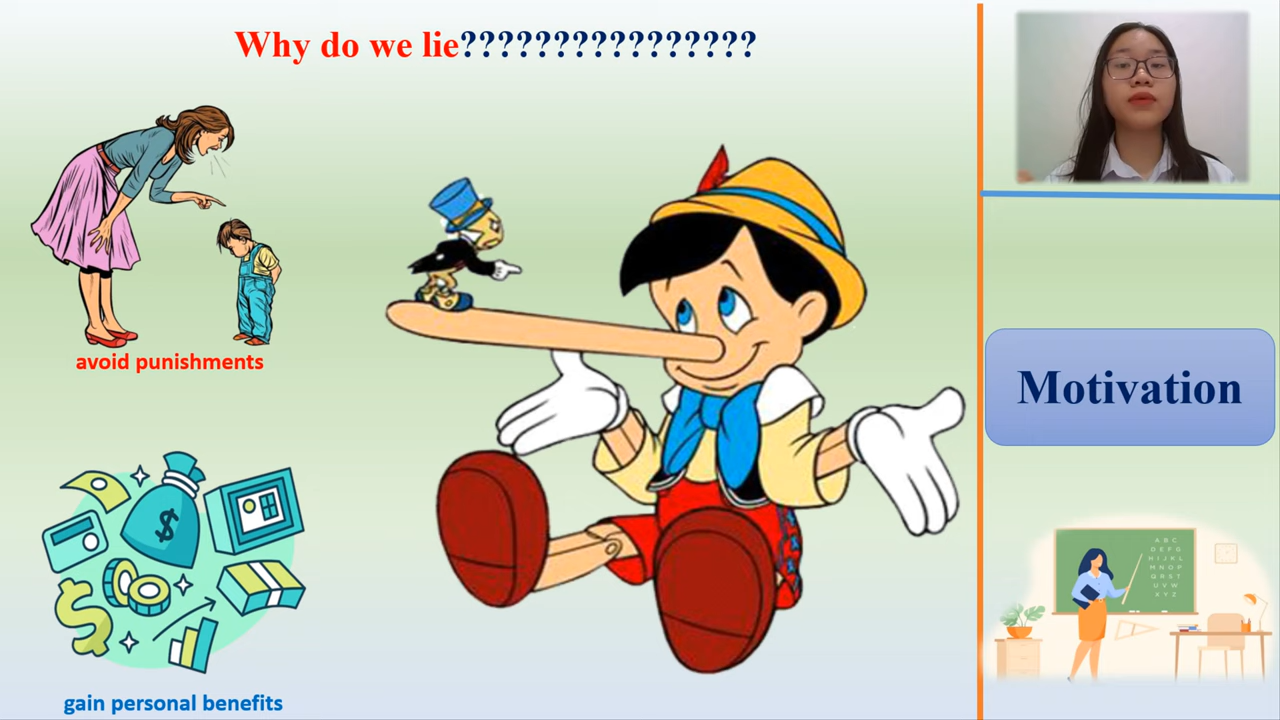 Why do we lie????????????????
avoid punishments
$
$
gain personal benefits
Motivation
A B C
D E F G
H I J K L
M N O P
Q R S T
U V W
X Y Z